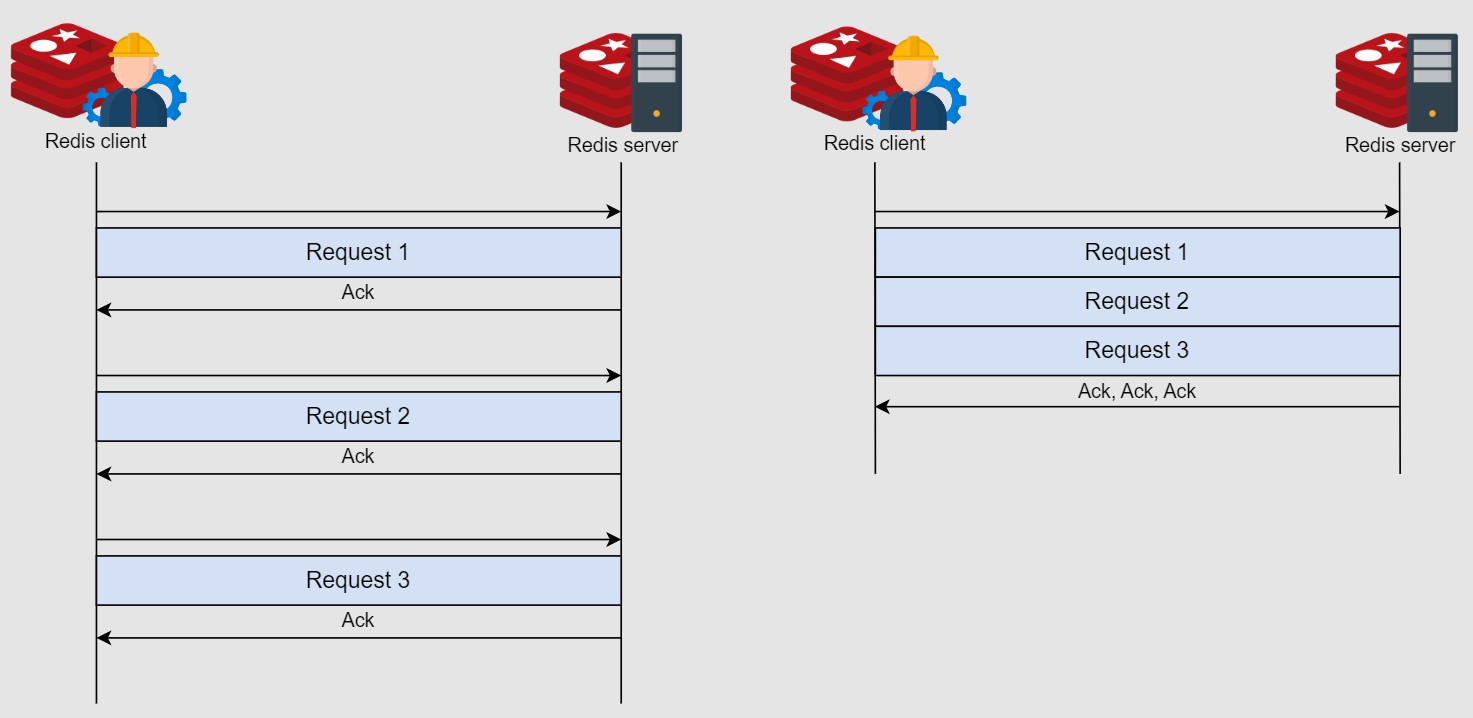 Redis client
Redis server
Request 1
Ack
Request 2
Ack
Request 3
Ack
Redis client
Redis server
Request 1
Request 2
Request 3
Ack, Ack, Ack